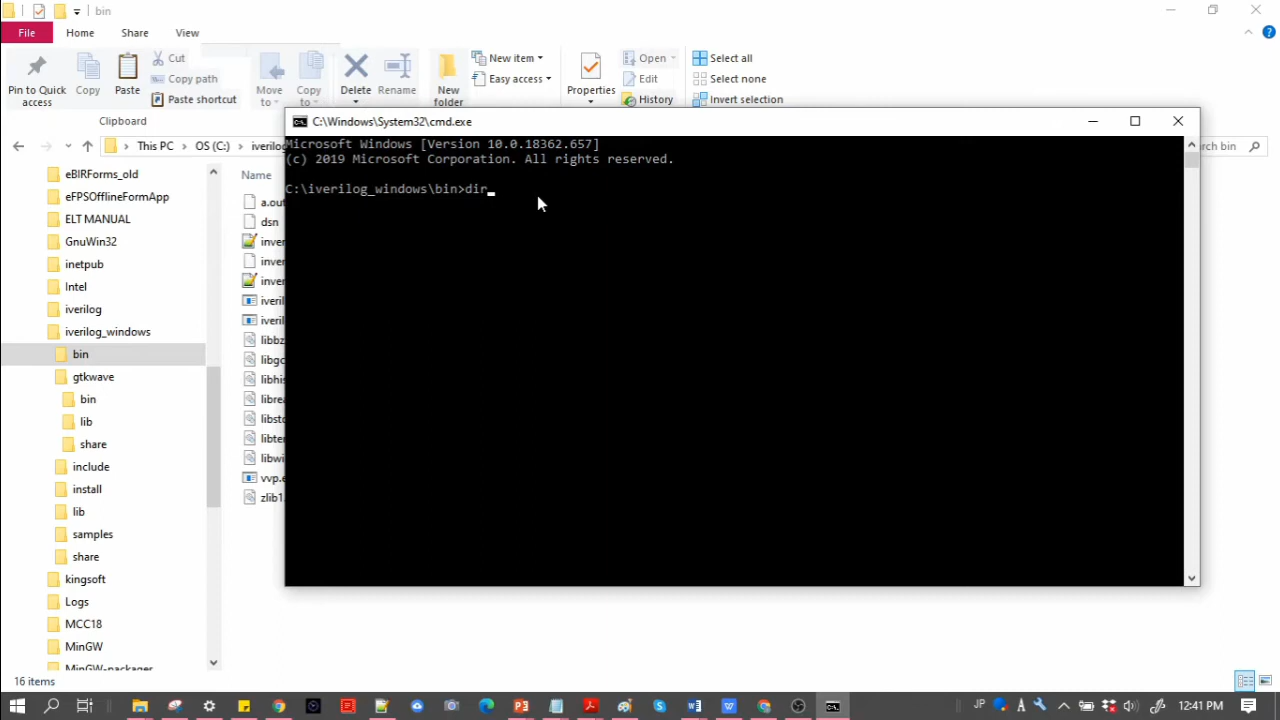 bin
File
Home
Share
View
Pin to Quick access
Copy
Paste
Cut
Copy path
Paste shortcut
Move to
Copy to
Delete
Rename
New folder
New item
Easy access
Properties
Open
Edit
History
Select all
Select none
Invert selection
Clipboard
C:\Windows\System32\cmd.exe
This PC
OS (C:)
Microsoft Windows [Version 10.0.18362.657]
(c) 2019 Microsoft Corporation. All rights reserved.
C:\iverilog_windows\bin>dir
eBIRForms_old
eFPSOfflineFormApp
ELT MANUAL
GnuWin32
inetpub
Intel
iverilog
iverilog_windows
bin
gtkwave
bin
lib
share
include
install
lib
samples
share
kingsoft
Logs
MCC18
MinGW
MinGW-packages
Name
dsn
bin
16 items
JP
12:41 PM